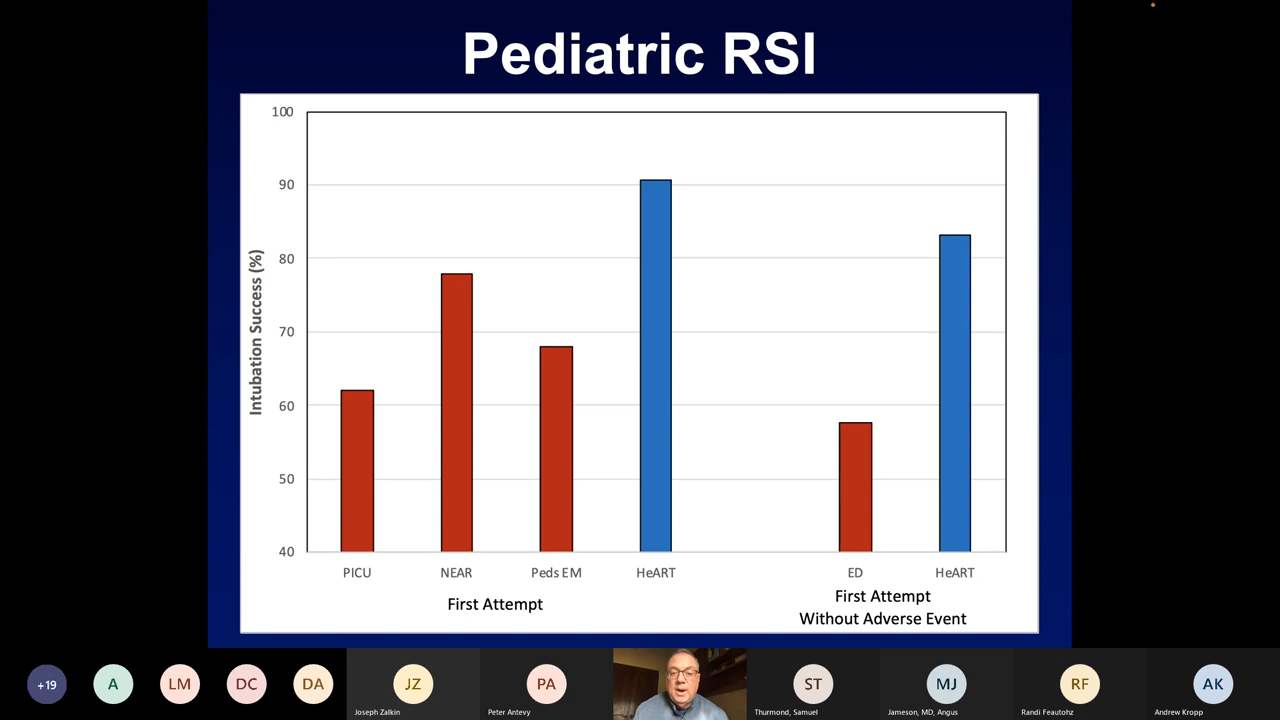 Pediatric RSI
100
90
80
70
60
50
40
Intubation Success (%)
PICU
NEAR
Peds EM
HeART
ED
HeART
First Attempt
First Attempt
Without Adverse Event
+19
A
LM
DC
DA
JZ
Joseph Zalkin
PA
Peter Antevy
ST
Thurmond, Samuel
MJ
Jameson, MD, Angus
RF
Randi Feautohz
AK
Andrew Kropp